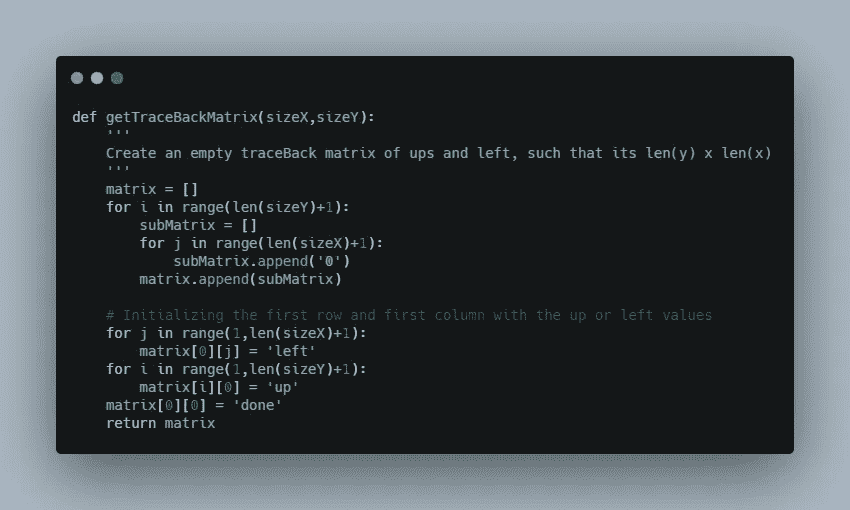 def getTraceBackMatrix(sizeX,sizeY):
    '''
    Create an empty traceBack matrix of ups and left, such that its len(y) x len(x)
    '''
    matrix = []
    for i in range(len(sizeY)+1):
        subMatrix = []
        for j in range(len(sizeX)+1):
            subMatrix.append('0')
        matrix.append(subMatrix)

    # Initializing the first row and first column with the up or left values
    for j in range(1,len(sizeX)+1):
        matrix[0][j] = 'left'
    for i in range(1,len(sizeY)+1):
        matrix[i][0] = 'up'
    matrix[0][0] = 'done'
    return matrix